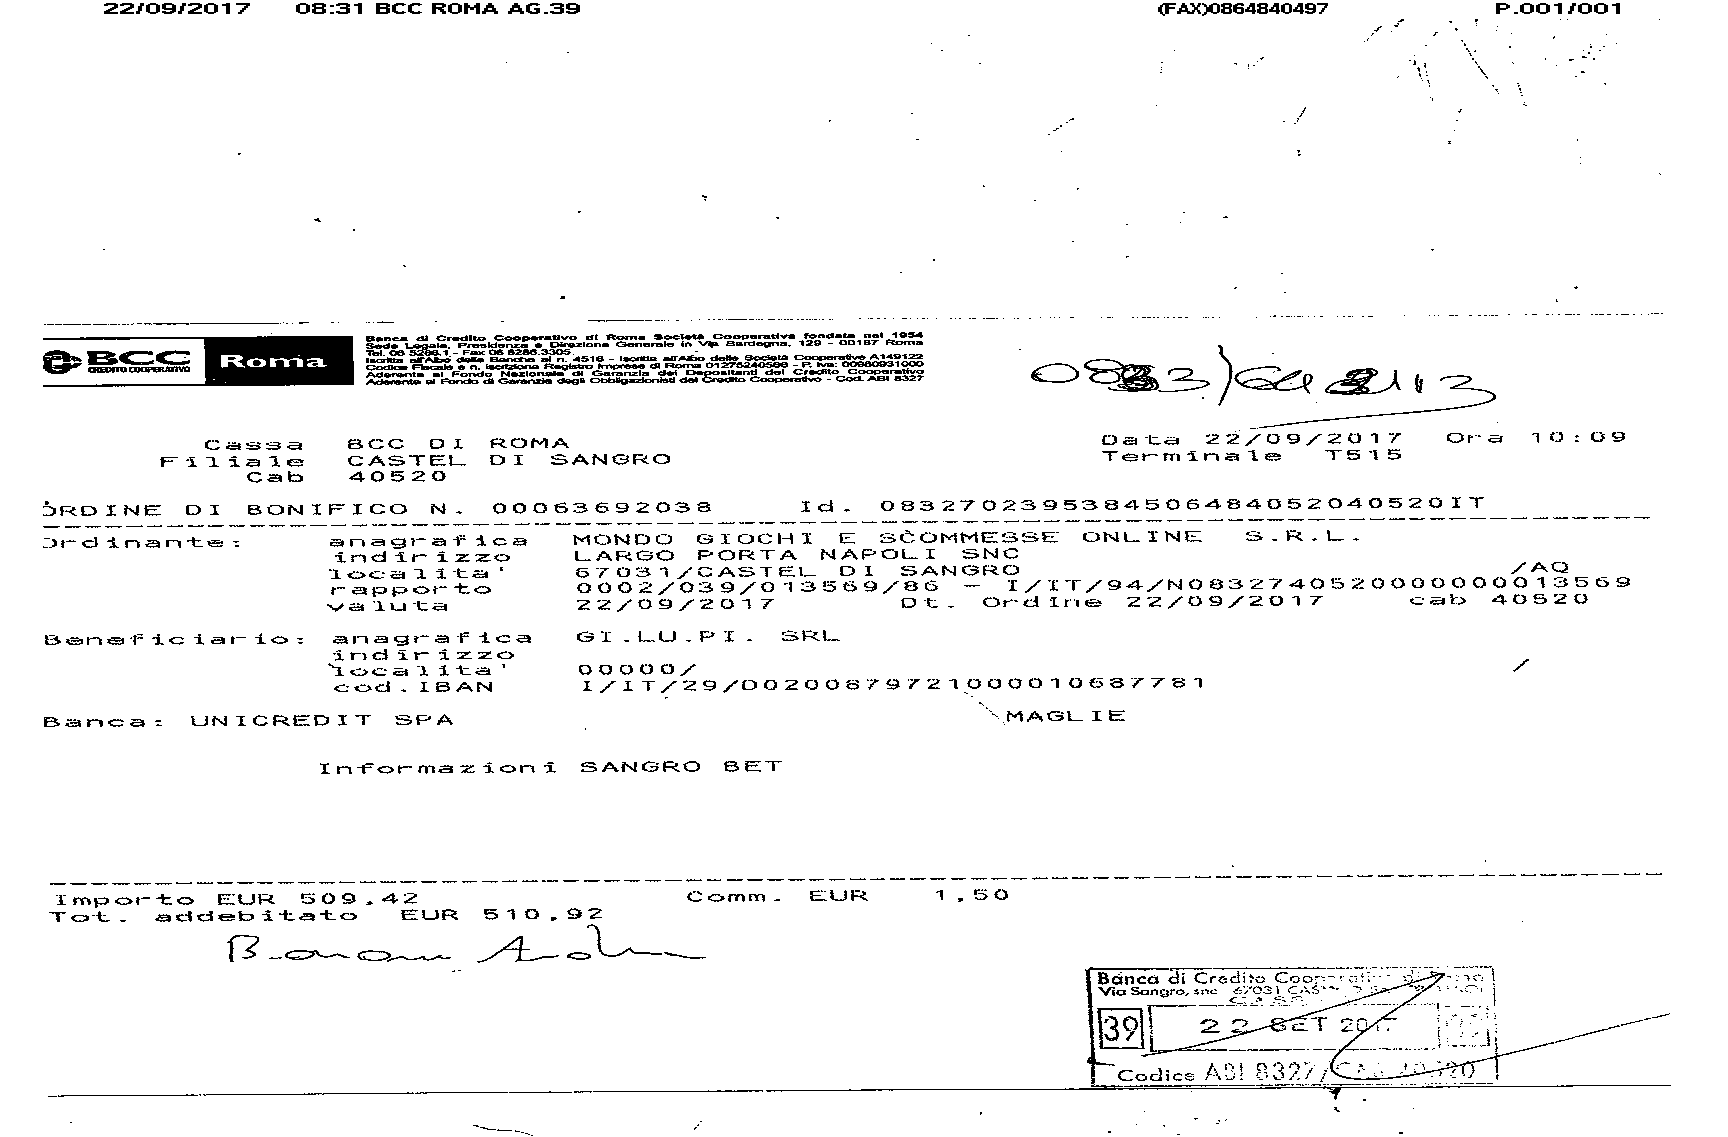 22/09/2017 08:31 BCC ROMA AG.39 (FAX)0864840497 P.001/001
BCC Roma
CREDITO COOPERATIVO
Banca di Credito Cooperativo di Roma Società Cooperativa fondata nel 1954
Sede Legale, Presidenza e Direzione Generale in Via Sardegna, 129 - 00187 Roma
Tel. 06 5286.1 - Fax 06 5286.3305
Iscritta all'Albo delle Banche al n. 4516 - Iscritta all'Albo delle Società Cooperative A149122
Codice Fiscale e n. iscrizione Registro Imprese di Roma 01275240586 - P. Iva: 00980931000
Aderente al Fondo Nazionale di Garanzia dei Depositanti del Credito Cooperativo
Aderente al Fondo di Garanzia degli Obbligazionisti del Credito Cooperativo - Cod. ABI 8327
Cassa BCC DI ROMA Data 22/09/2017 Ora 10:09
Filiale CASTEL DI SANGRO Terminale T515
Cab 40520
ORDINE DI BONIFICO N. 00063692038 Id. 0832702395384506484052040520IT
Ordinante: anagrafica MONDO GIOCHI E SCOMMESSE ONLINE S.R.L.
indirizzo LARGO PORTA NAPOLI SNC
localita' 67031/CASTEL DI SANGRO /AQ
rapporto 0002/039/013569/86 - I/IT/94/N0832740520000000013569
valuta 22/09/2017 Dt. Ordine 22/09/2017 cab 40520
Beneficiario: anagrafica GI.LU.PI. SRL
indirizzo
localita' 00000/ /
cod.IBAN I/IT/29/D0200879721000010687781
Banca: UNICREDIT SPA MAGLIE
Informazioni SANGRO BET
Importo EUR 509,42 Comm. EUR 1,50
Tot. addebitato EUR 510,92
Banca di Credito Cooperativo di Roma
Via Sangro, snc 67031
39 22 SET 2017
Codice ABI 8327/CAB 40520